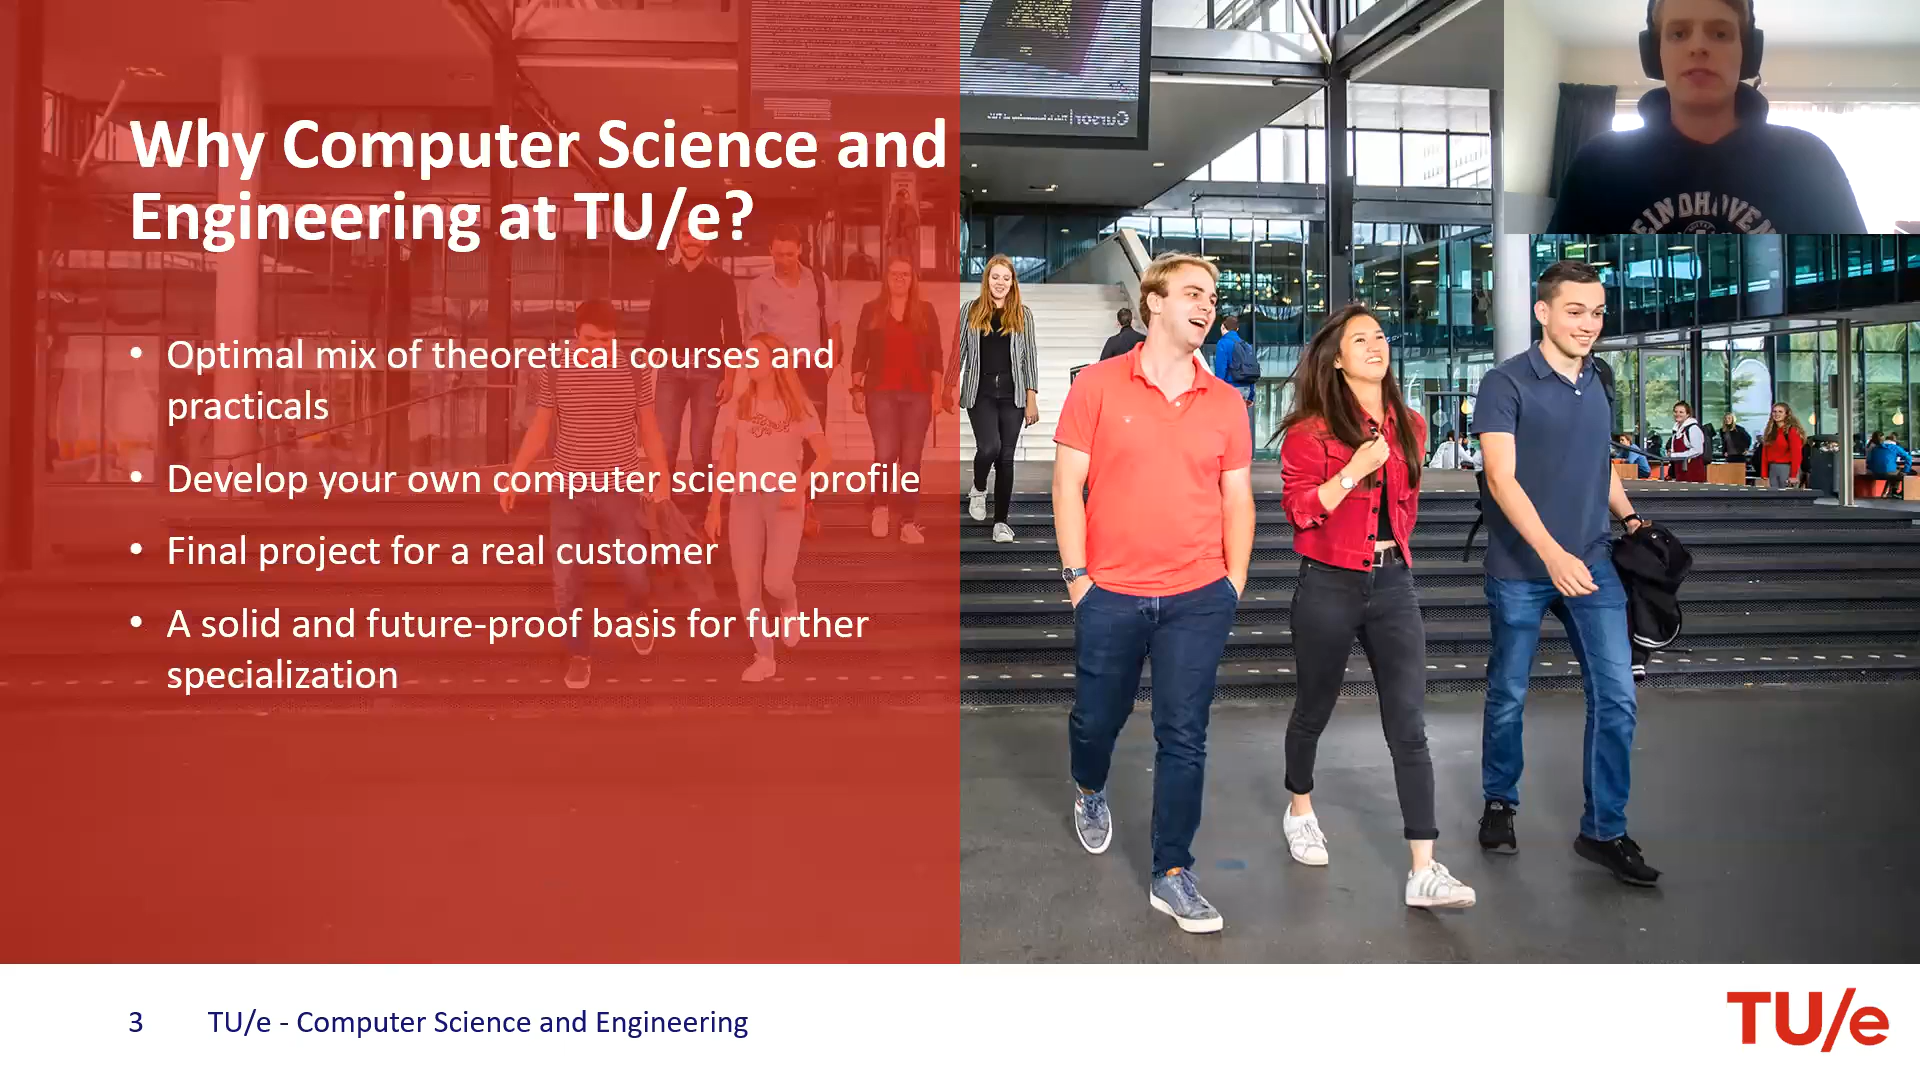 Why Computer Science and
Engineering at TU/e?
• Optimal mix of theoretical courses and
practicals
• Develop your own computer science profile
• Final project for a real customer
• A solid and future-proof basis for further
specialization
Cursor
EINDHOVEN
3 TU/e - Computer Science and Engineering
TU/e